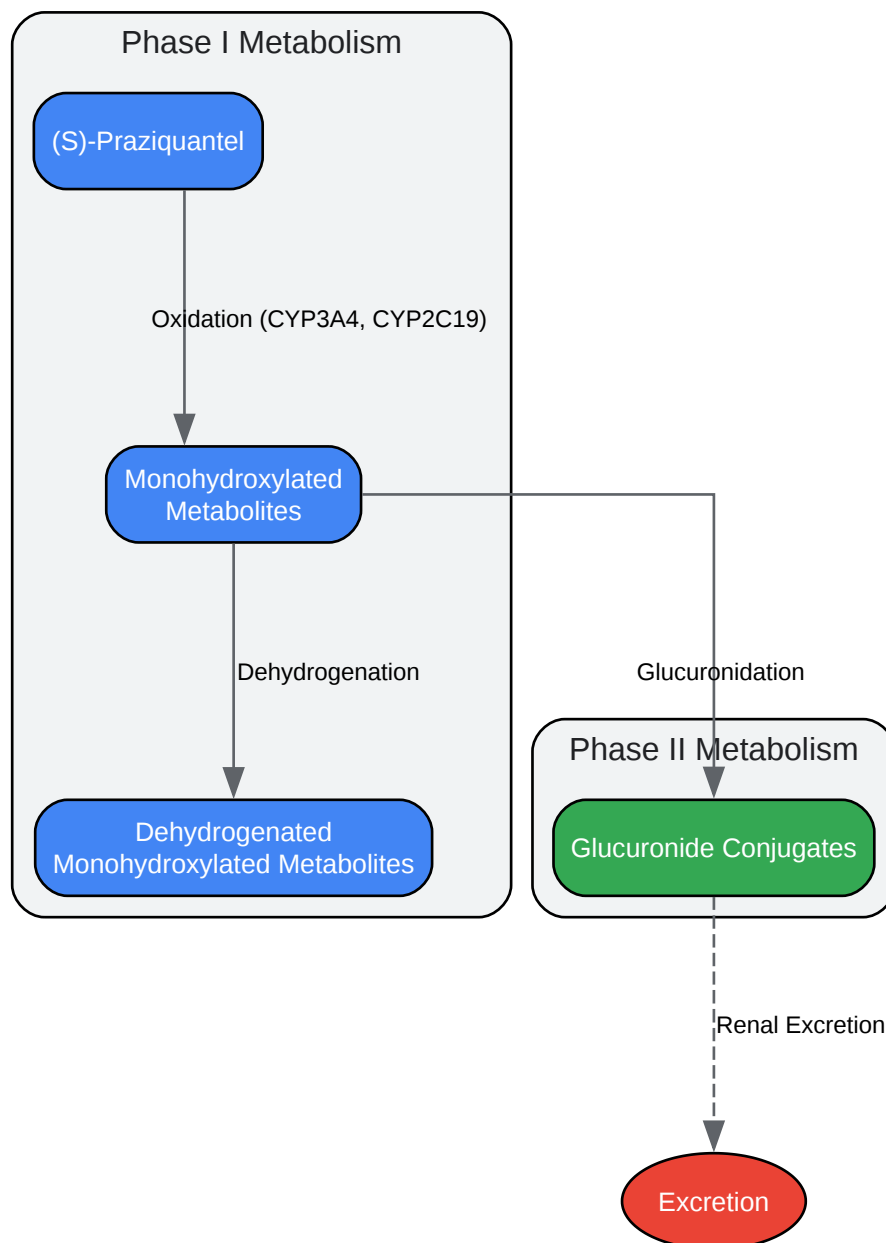 Phase I Metabolism
(S)-Praziquantel
Oxidation (CYP3A4, CYP2C19)
Monohydroxylated
Metabolites
Dehydrogenation
Glucuronidation
Phase II Metabolism
Dehydrogenated
Monohydroxylated Metabolites
Glucuronide Conjugates
Renal Excretion
Excretion